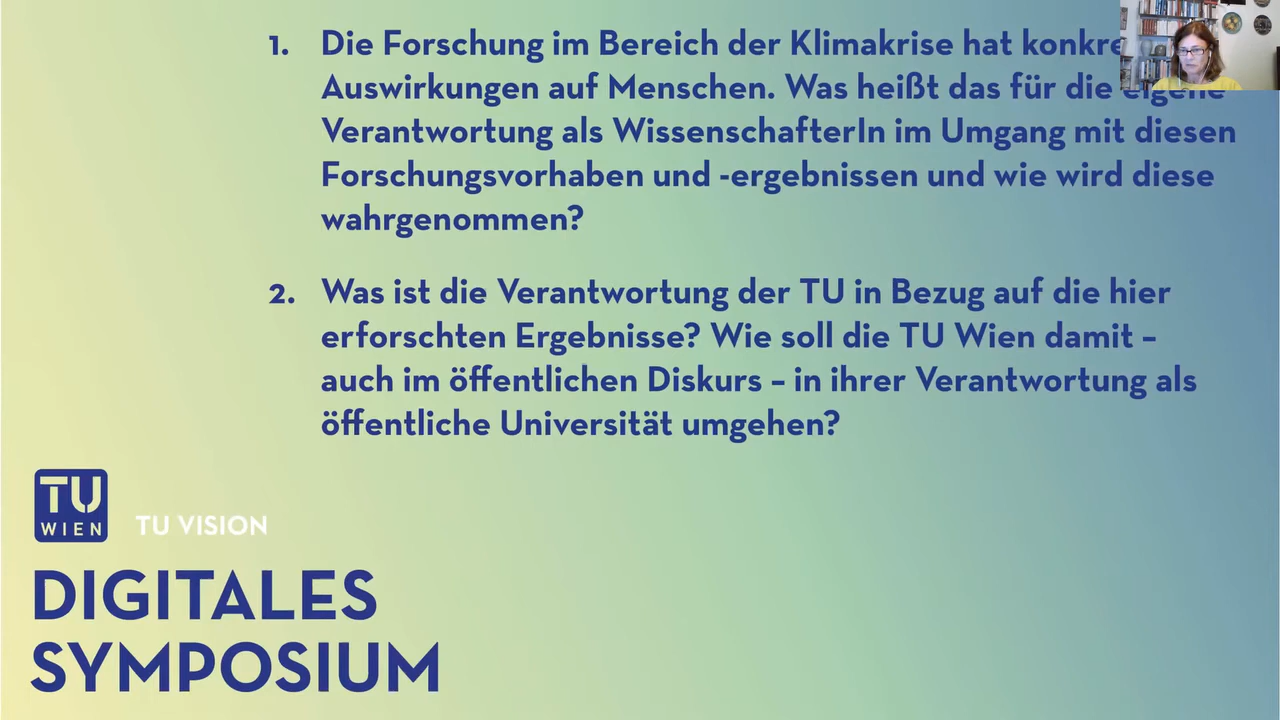 1. Die Forschung im Bereich der Klimakrise hat
Auswirkungen auf Menschen. Was heißt das für die eigene
Verantwortung als WissenschafterIn im Umgang mit diesen
Forschungsvorhaben und -ergebnissen und wie wird diese
wahrgenommen?
2. Was ist die Verantwortung der TU in Bezug auf die hier
erforschten Ergebnisse? Wie soll die TU Wien damit –
auch im öffentlichen Diskurs – in ihrer Verantwortung als
öffentliche Universität umgehen?
TU
WIEN
TU VISION
DIGITALES
SYMPOSIUM